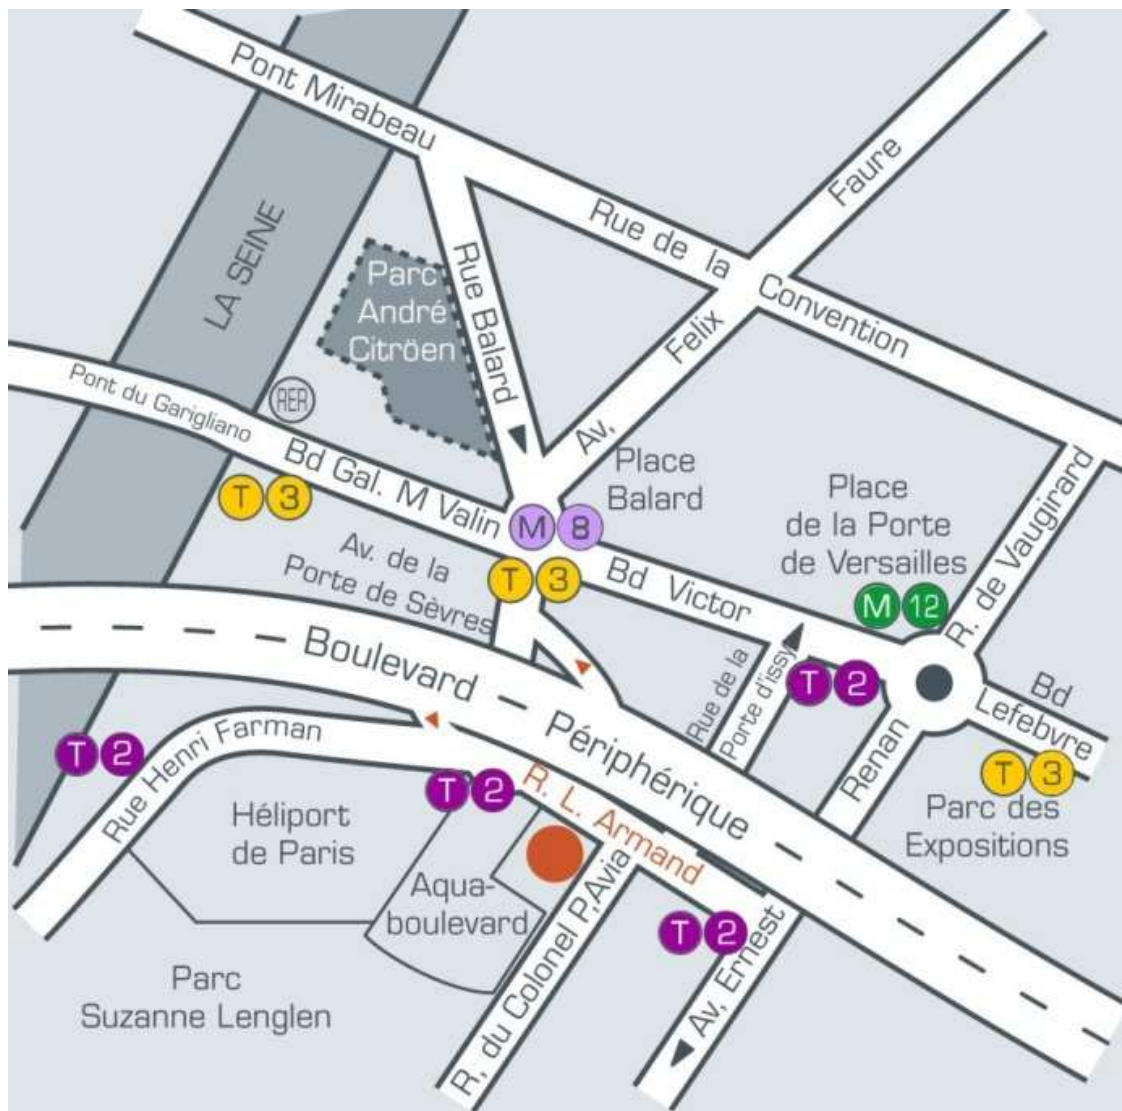 Pont Mirabeau
Faure
Rue de la
Convention
LA SEINE
Rue Balard
Parc
André
Citröen
Felix
Av,
Pont du Garigliano
RER
Bd Gal. M Valin
T 3
M 8
Place
Balard
Place
de la Porte
de Versailles
M 12
R. de Vaugirard
Av. de la
Porte de Sèvres
T 3
Bd Victor
Boulevard
Périphérique
Rue de la
Porte d'issy
T 2
Bd
Lefebvre
T 3
Renan
Parc des
Expositions
T 2
Rue Henri Farman
T 2
R. L. Armand
Héliport
de Paris
Aqua-
boulevard
R, du Colonel P,Avia
T 2
Av, Ernest
Parc
Suzanne Lenglen